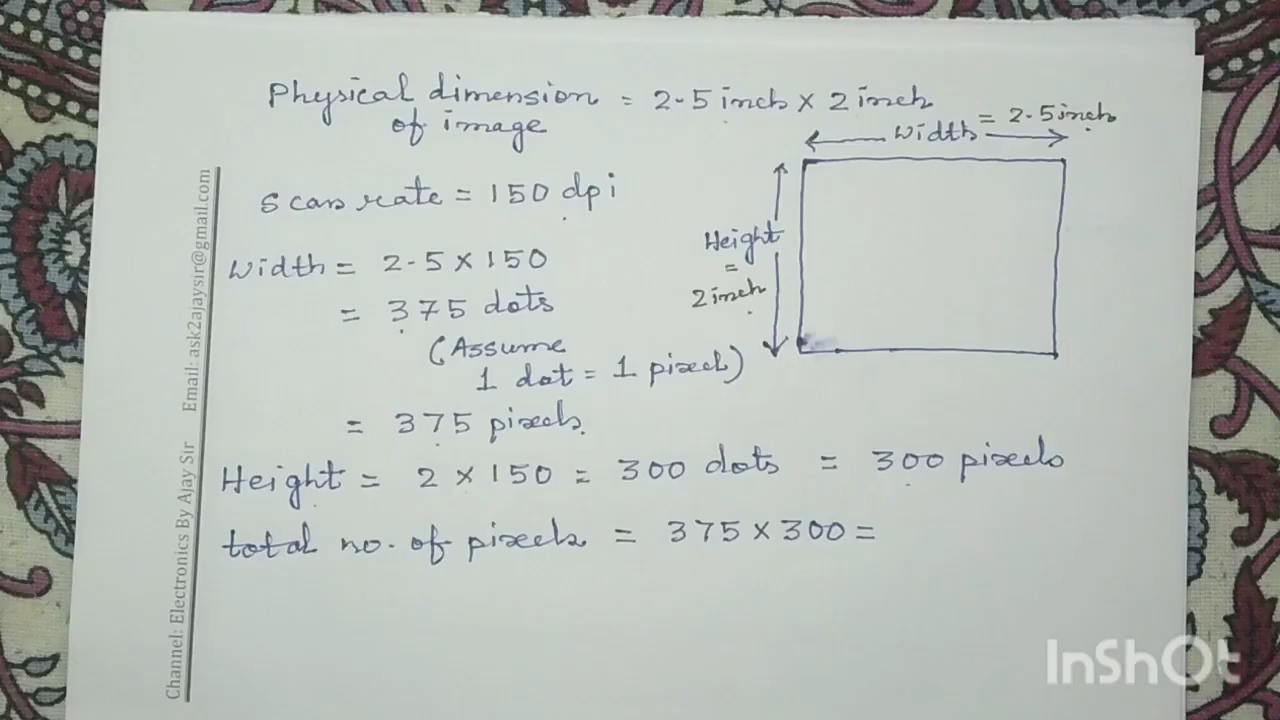 Physical dimension = 2.5 inch × 2 inch
of image
Width = 2.5 inch
Scan rate = 150 dpi
Height
=
2 inch
Width = 2.5 × 150
= 375 dots
(Assume
1 dot = 1 pixel)
= 375 pixels.
Height = 2 × 150 = 300 dots = 300 pixels
total no. of pixels = 375 × 300 =
Channel: Electronics By Ajay Sir Email: ask2ajaysir@gmail.com
InShOt